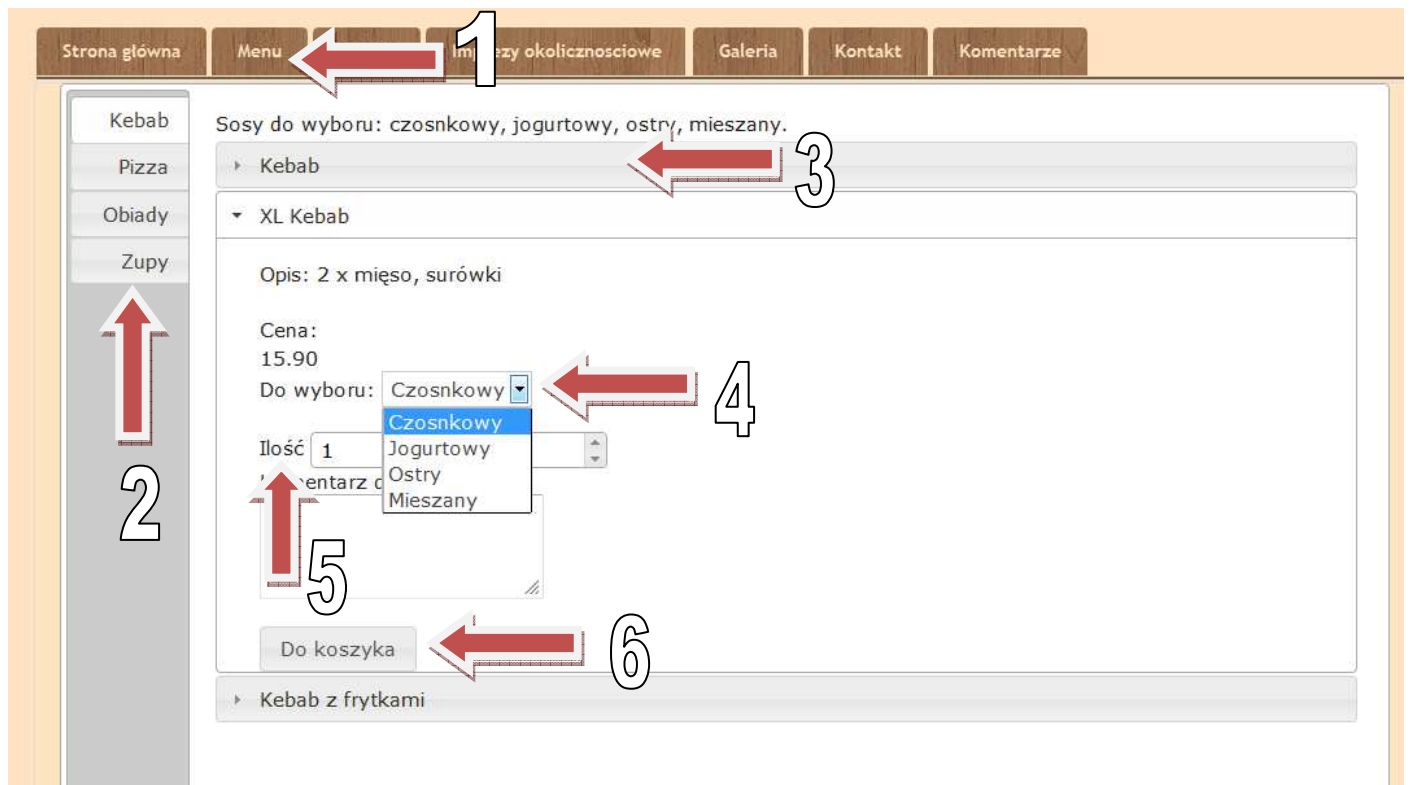 Strona główna Menu Imprezy okolicznosciowe Galeria Kontakt Komentarze
1
Kebab
Pizza
Obiady
Zupy
2
Sosy do wyboru: czosnkowy, jogurtowy, ostry, mieszany.
Kebab
3
XL Kebab
Opis: 2 x mięso, surówki
Cena:
15.90
Do wyboru: Czosnkowy
4
Czosnkowy
Jogurtowy
Ostry
Mieszany
Ilość 1
5
Do koszyka
6
Kebab z frytkami